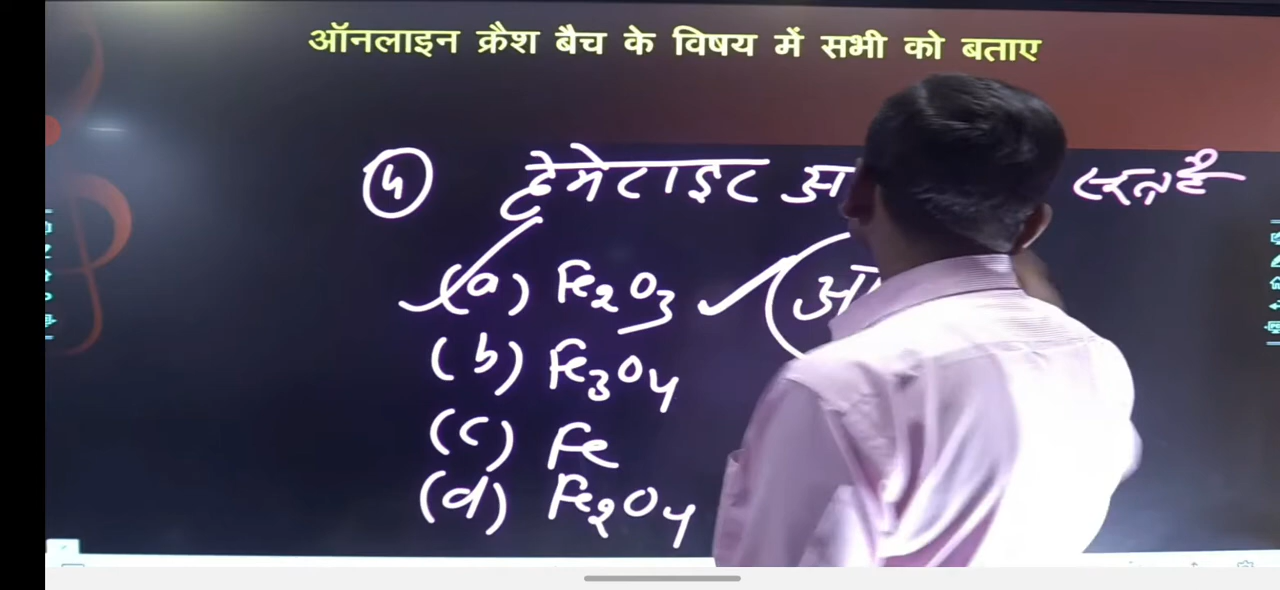 ऑनलाइन क्रैश बैच के विषय में सभी को बताए
(4) हेमेटाइट
(a) Fe₂O₃
(b) Fe₃O₄
(c) Fe
(d) Fe₂O₄